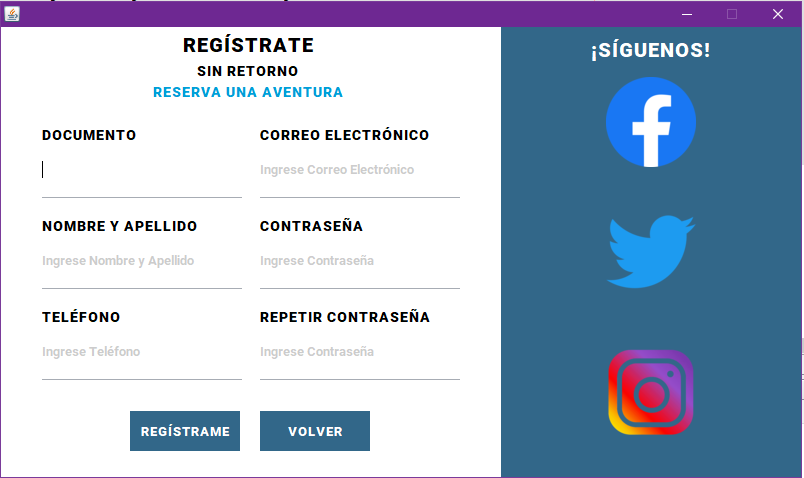 REGÍSTRATE
SIN RETORNO
RESERVA UNA AVENTURA
DOCUMENTO
CORREO ELECTRÓNICO
Ingrese Correo Electrónico
NOMBRE Y APELLIDO
CONTRASEÑA
Ingrese Nombre y Apellido
Ingrese Contraseña
TELÉFONO
REPETIR CONTRASEÑA
Ingrese Teléfono
Ingrese Contraseña
REGÍSTRAME
VOLVER
¡SÍGUENOS!